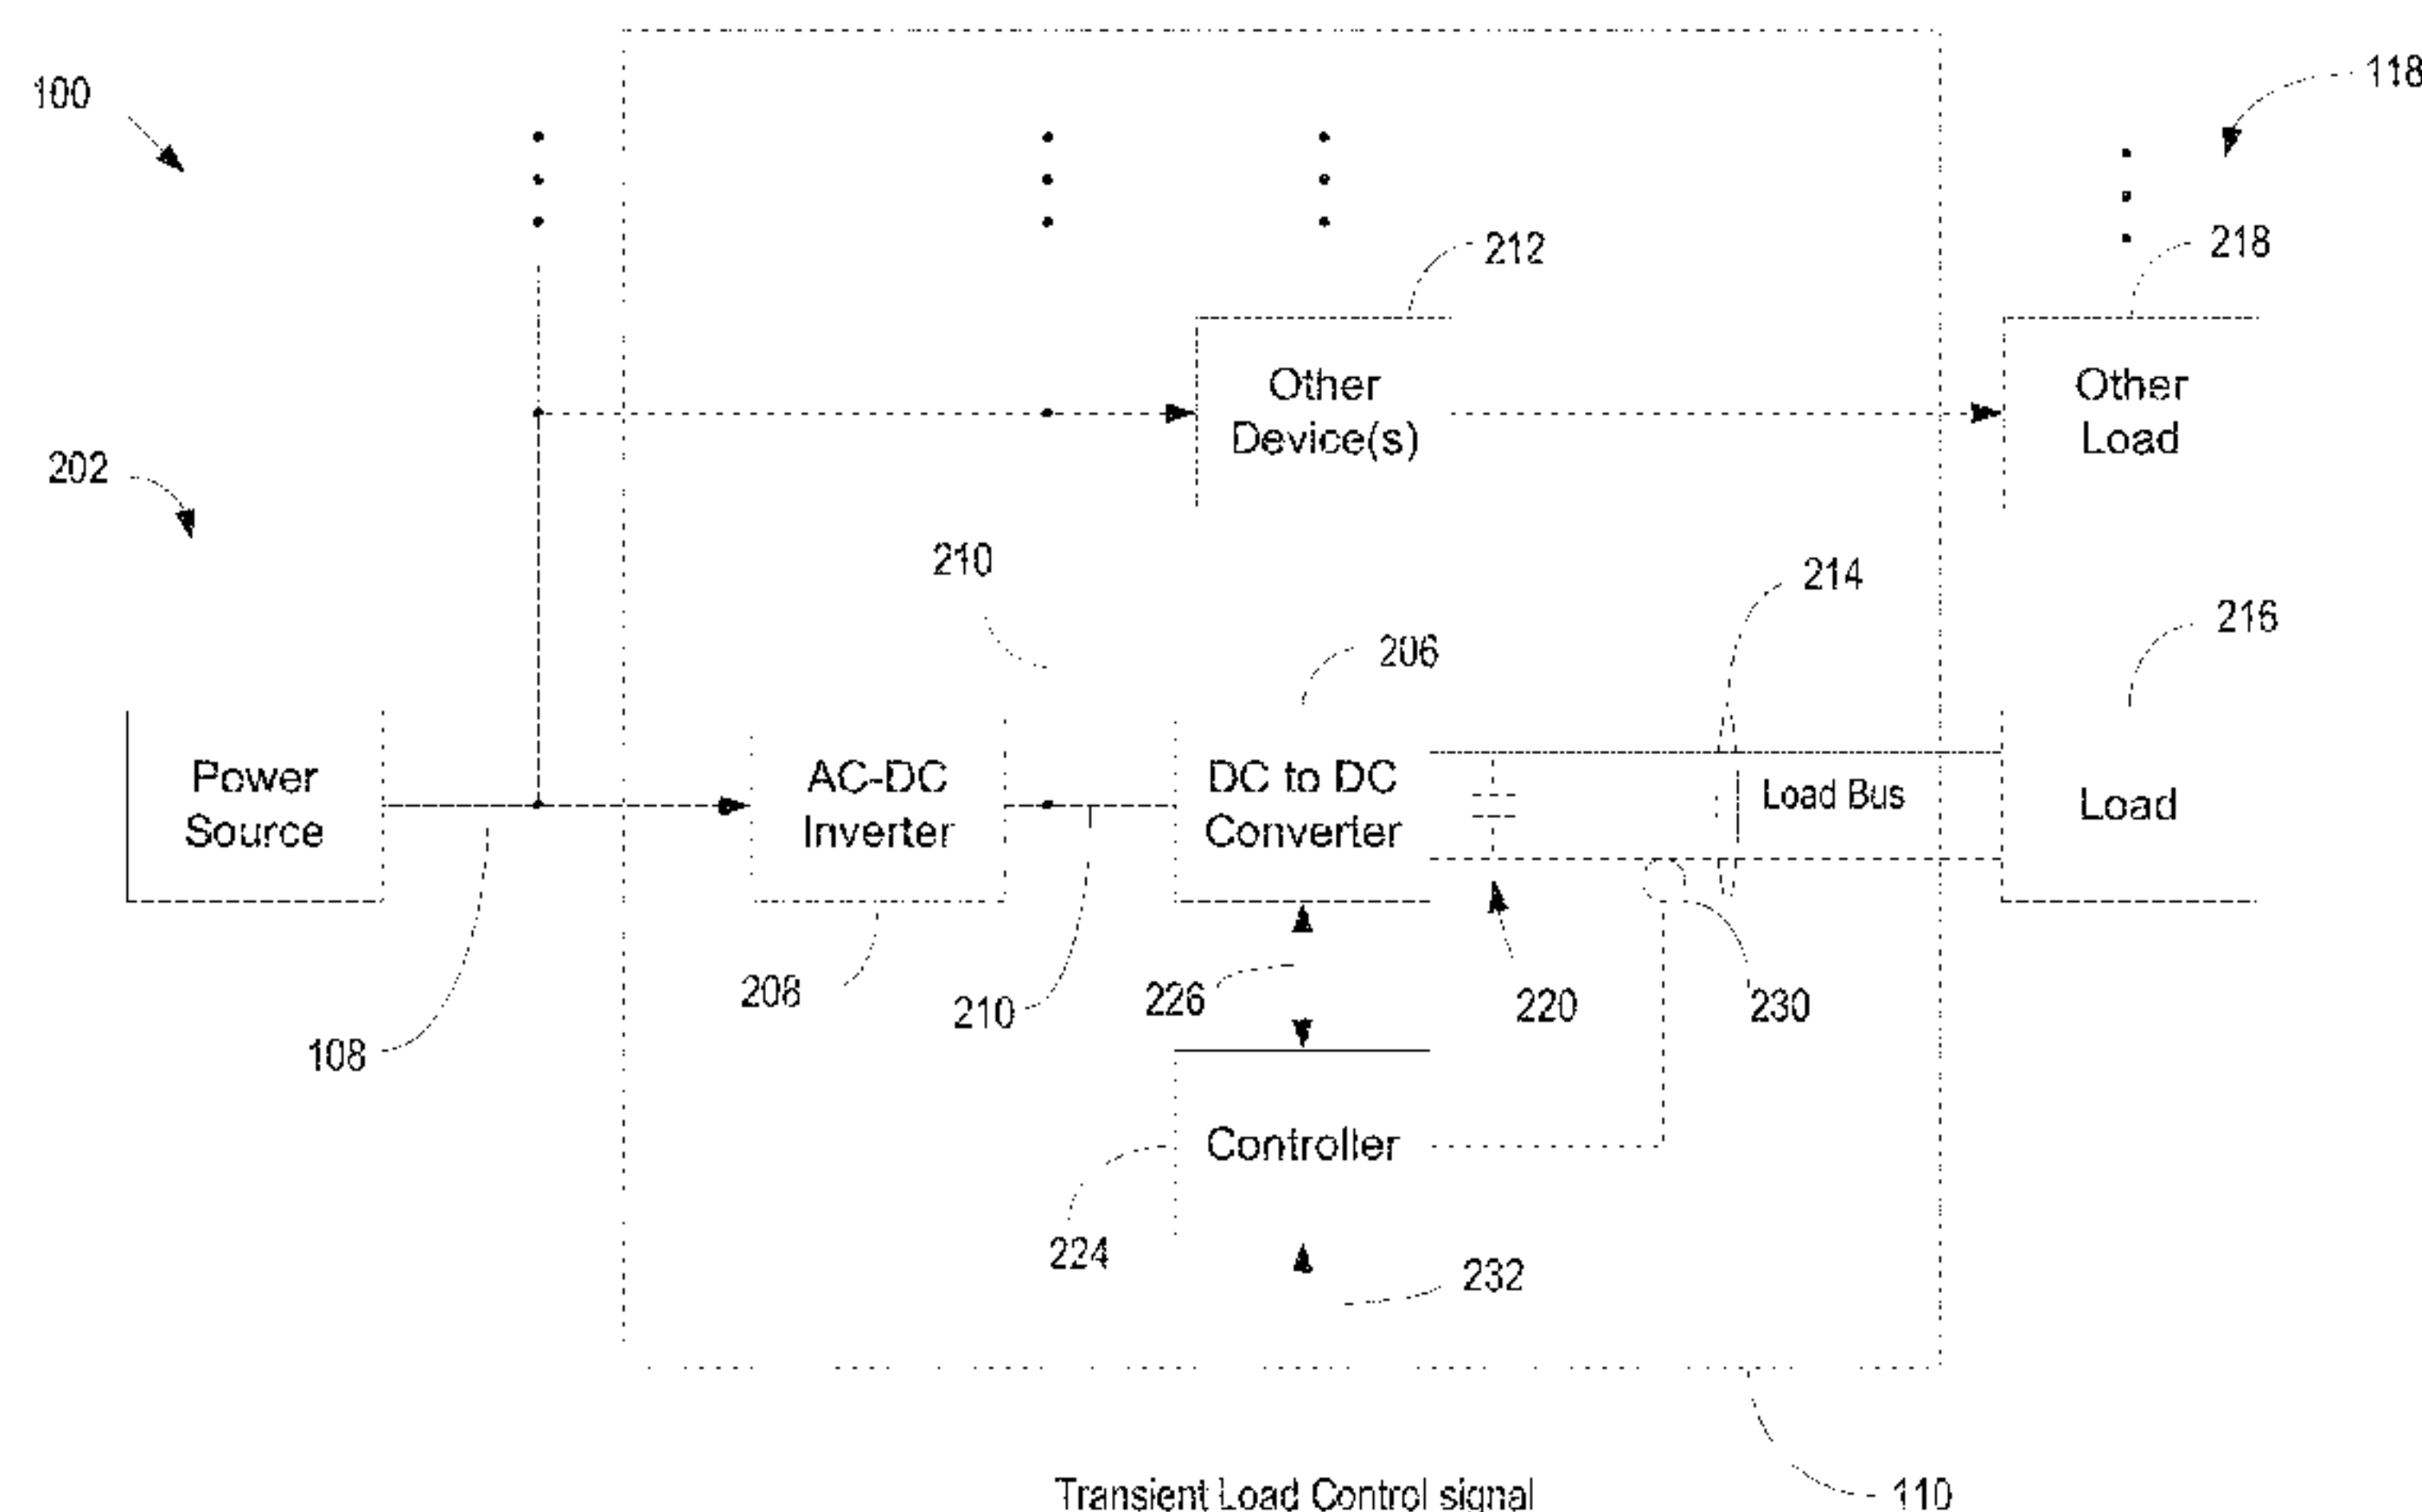 100
118
212
218
Other
Device(s)
Other
Load
202
210
214
216
206
Power
Source
AC-DC
Inverter
DC to DC
Converter
Load Bus
Load
208
210
226
220
230
108
Controller
224
232
110
Transient Load Control signal